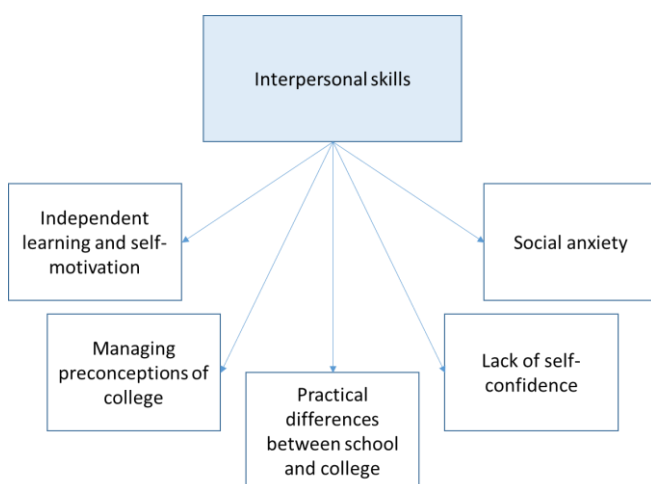 Interpersonal skills
Independent
learning and self-
motivation
Social anxiety
Managing
preconceptions of
college
Lack of self-
confidence
Practical
differences
between school
and college